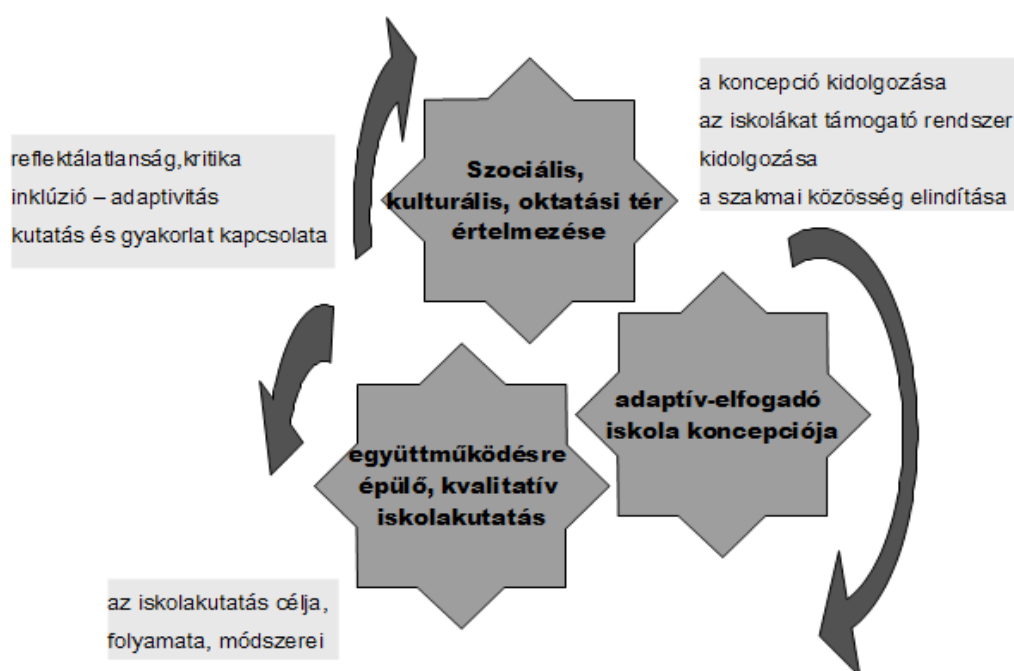 reflektálatlanság,kritika
inklúzió – adaptivitás
kutatás és gyakorlat kapcsolata
Szociális,
kulturális, oktatási tér
értelmezése
a koncepció kidolgozása
az iskolákat támogató rendszer
kidolgozása
a szakmai közösség elindítása
adaptív-elfogadó
iskola koncepciója
együttműködésre
épülő, kvalitatív
iskolakutatás
az iskolakutatás célja,
folyamata, módszerei